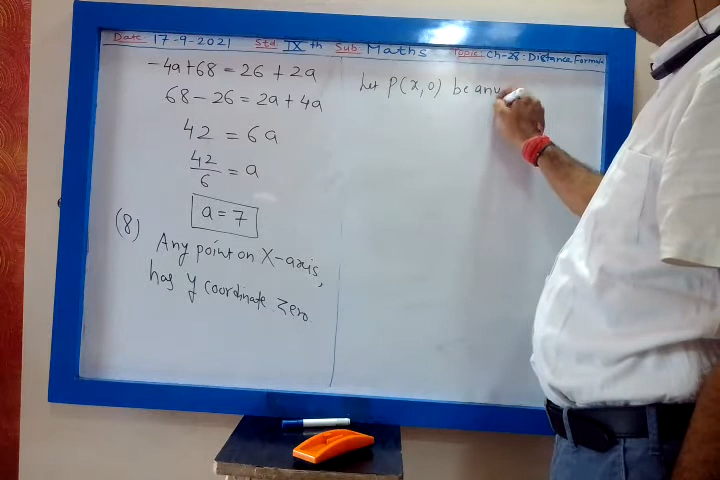 Date: 17-9-2021 Std: IX th Sub: Maths Topic: Ch-28: Distance Formula
-4a+68 = 26 + 2a
68 - 26 = 2a + 4a
42 = 6a
42/6 = a
a = 7
(8) Any point on X-axis,
has y coordinate zero.
Let P(x,0) be any